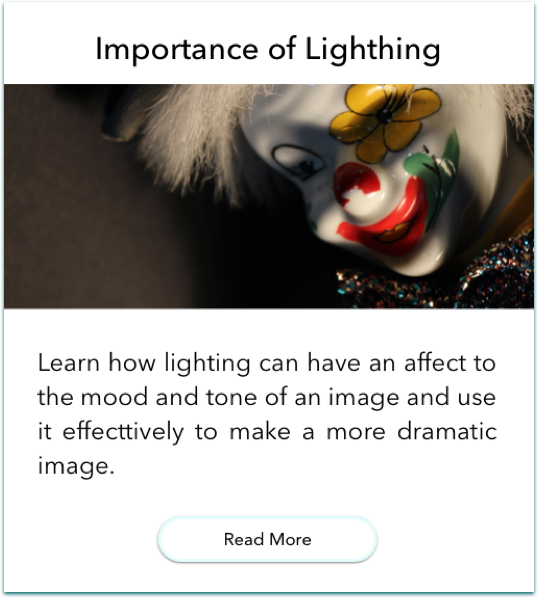 Importance of Lighthing
Learn how lighting can have an affect to
the mood and tone of an image and use
it effecttively to make a more dramatic
image.
Read More